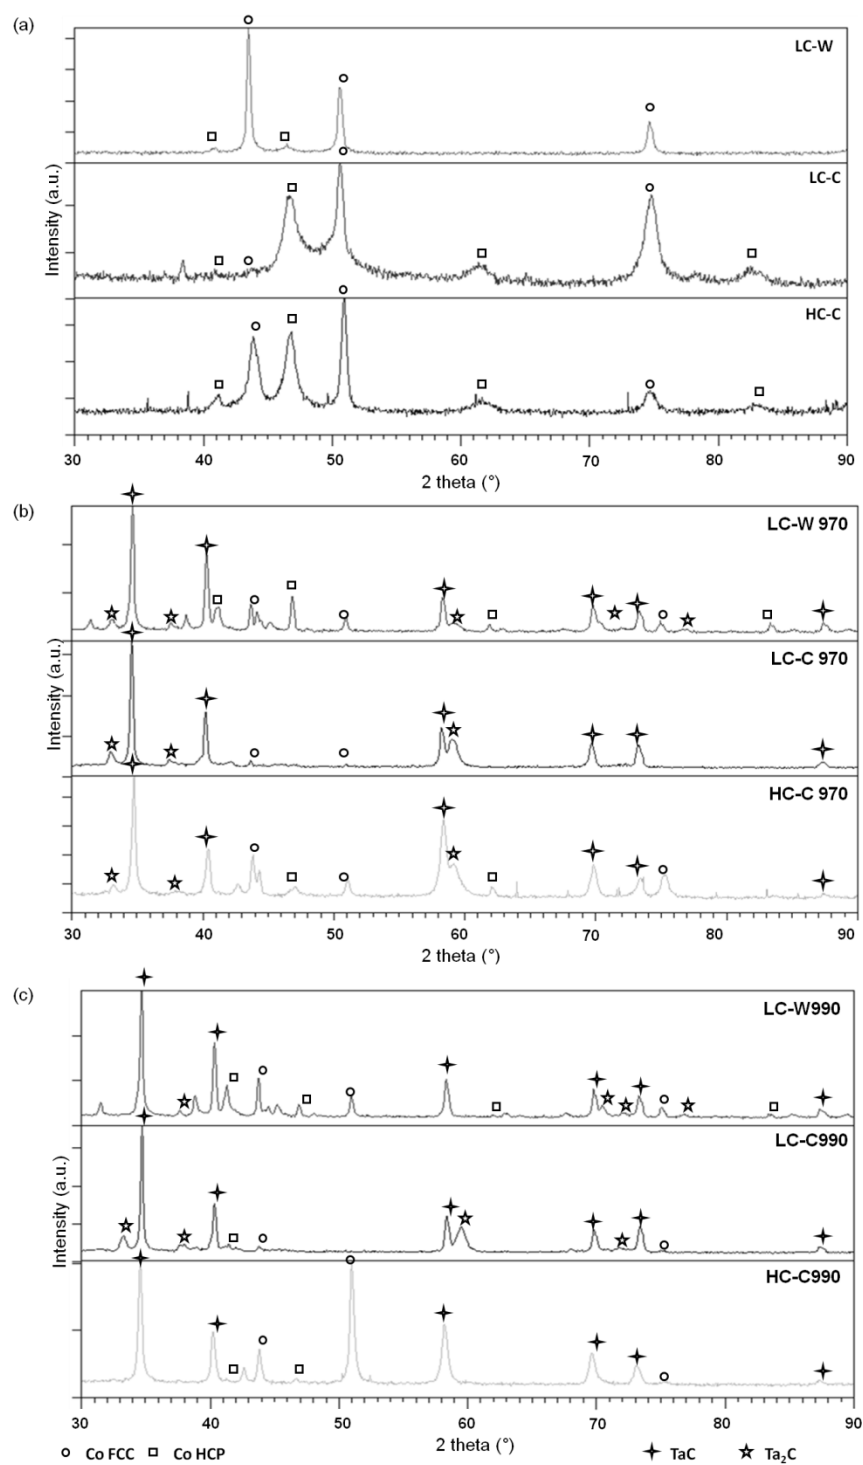 (a)
LC-W
LC-C
HC-C
Intensity (a.u.)
30 40 50 60 70 80 90
2 theta (°)
(b)
LC-W 970
LC-C 970
HC-C 970
Intensity (a.u.)
30 40 50 60 70 80 90
2 theta (°)
(c)
LC-W990
LC-C990
HC-C990
Intensity (a.u.)
30 40 50 60 70 80 90
2 theta (°)
Co FCC Co HCP TaC Ta₂C